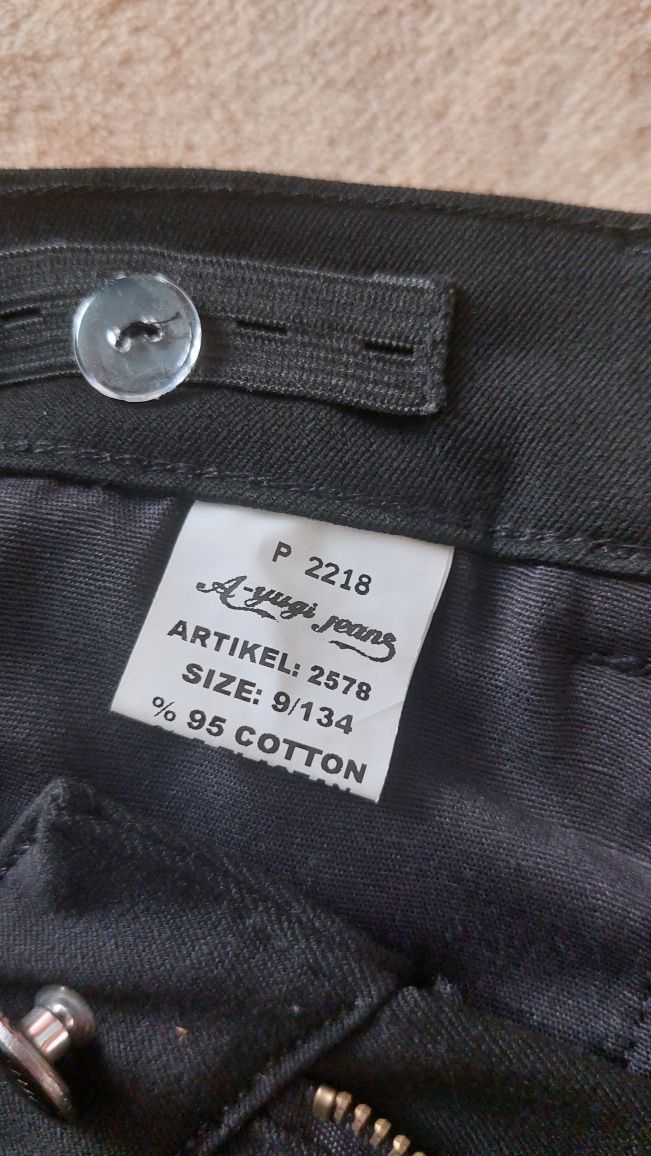 P 2218
A-yugi jeans
ARTIKEL: 2578
SIZE: 9/134
% 95 COTTON